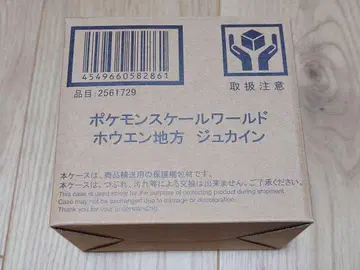 4549660582861
取扱注意
品目:2561729
ポケモンスケールワールド
ホウエン地方 ジュカイン
本ケースは、商品輸送用の保護梱包材です。
本ケースは、つぶれ、汚れ等による交換は出来ません。ご了承ください。
This case is used solely for the purpose of protecting product during shipment.
Case may not be exchanged due to damage or discoloration.
Thank you for your understanding.